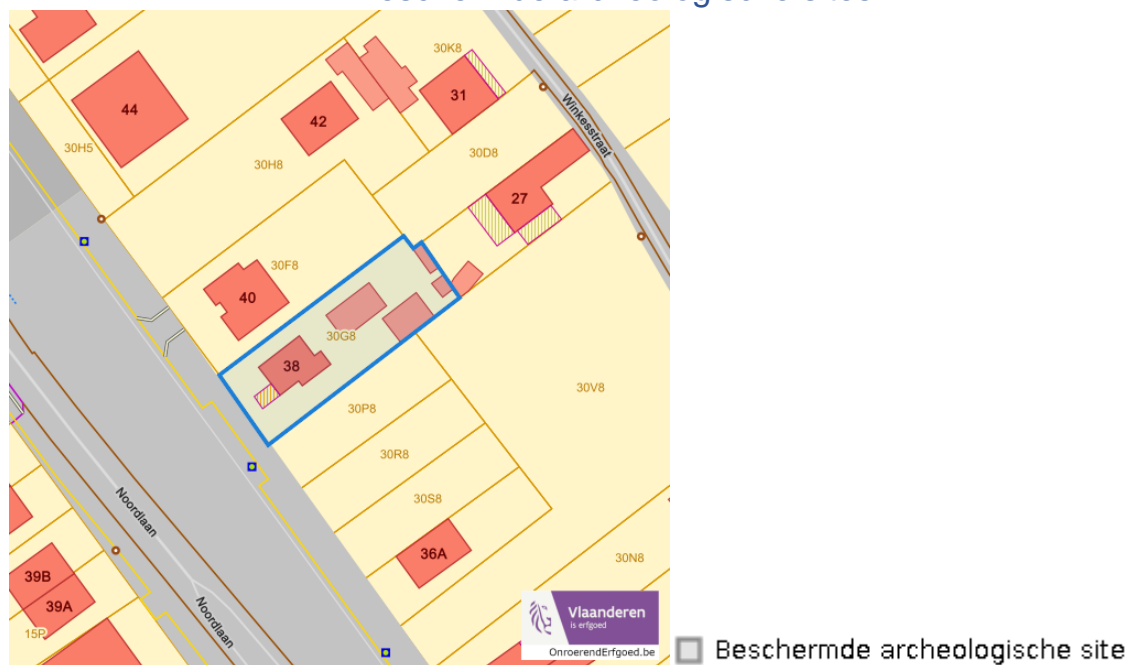 44
30K8
31
42
Winkesstraat
30H5
30H8
30D8
27
30F8
40
30G8
38
30V8
30P8
30R8
30S8
Noordlaan
36A
30N8
39B
39A
Noordlaan
15P
Vlaanderen
is erfgoed
OnroerendErfgoed.be
Beschermde archeologische site